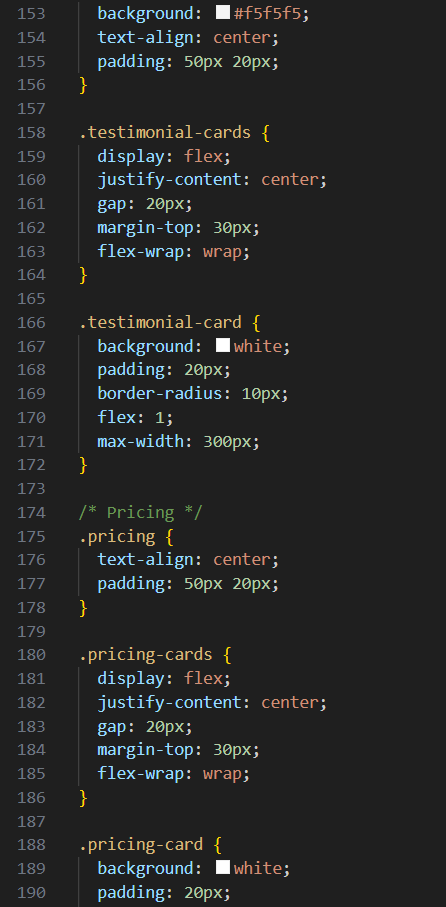 153 background: #f5f5f5;
154 text-align: center;
155 padding: 50px 20px;
156 }
157
158 .testimonial-cards {
159 display: flex;
160 justify-content: center;
161 gap: 20px;
162 margin-top: 30px;
163 flex-wrap: wrap;
164 }
165
166 .testimonial-card {
167 background: white;
168 padding: 20px;
169 border-radius: 10px;
170 flex: 1;
171 max-width: 300px;
172 }
173
174 /* Pricing */
175 .pricing {
176 text-align: center;
177 padding: 50px 20px;
178 }
179
180 .pricing-cards {
181 display: flex;
182 justify-content: center;
183 gap: 20px;
184 margin-top: 30px;
185 flex-wrap: wrap;
186 }
187
188 .pricing-card {
189 background: white;
190 padding: 20px;